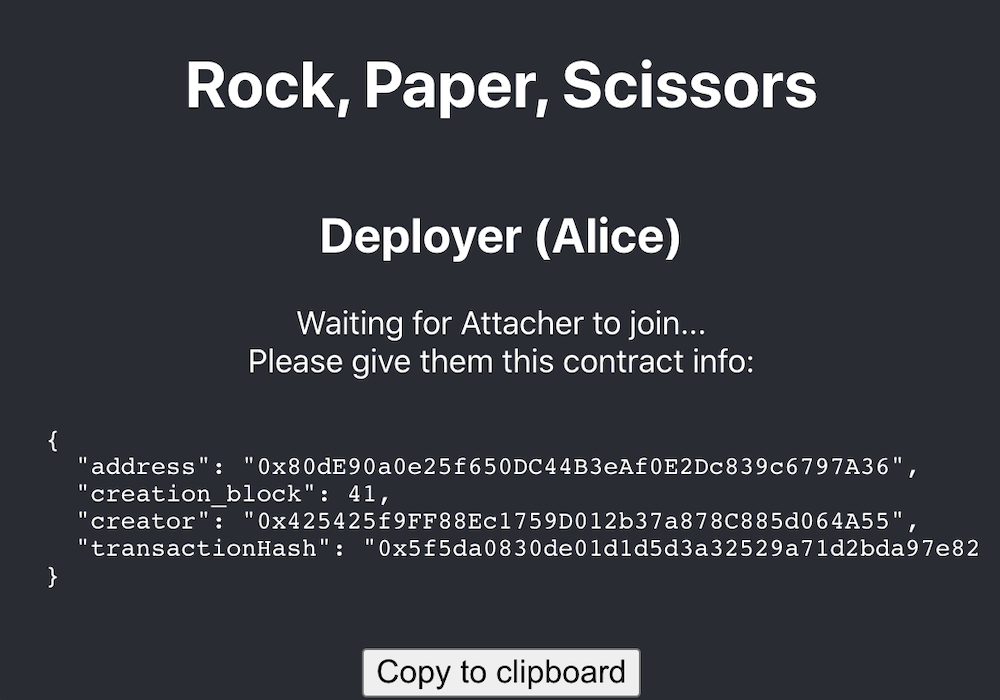 Rock, Paper, Scissors
Deployer (Alice)
Waiting for Attacher to join...
Please give them this contract info:
{
  "address": "0x80dE90a0e25f650DC44B3eAf0E2Dc839c6797A36",
  "creation_block": 41,
  "creator": "0x425425f9FF88Ec1759D012b37a878C885d064A55",
  "transactionHash": "0x5f5da0830de01d1d5d3a32529a71d2bda97e82
}
Copy to clipboard